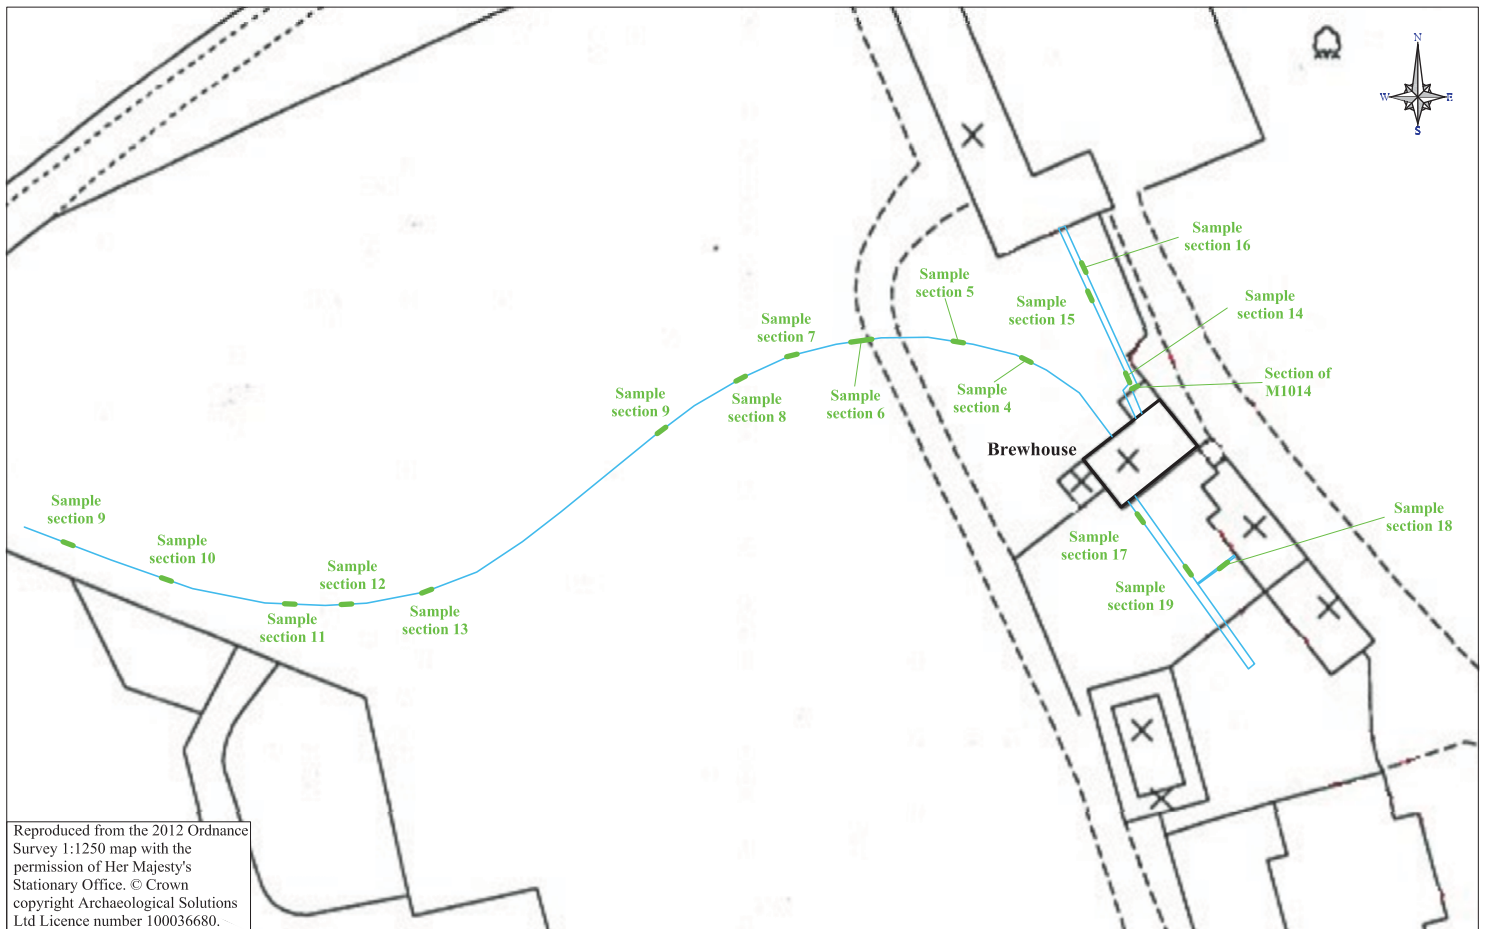 N
W
E
S
Sample
section 16
Sample
section 5
Sample
section 15
Sample
section 14
Sample
section 7
Section of
M1014
Sample
section 9
Sample
section 8
Sample
section 6
Sample
section 4
Brewhouse
Sample
section 9
Sample
section 10
Sample
section 12
Sample
section 11
Sample
section 13
Sample
section 17
Sample
section 18
Sample
section 19
Reproduced from the 2012 Ordnance
Survey 1:1250 map with the
permission of Her Majesty's
Stationary Office. © Crown
copyright Archaeological Solutions
Ltd Licence number 100036680.